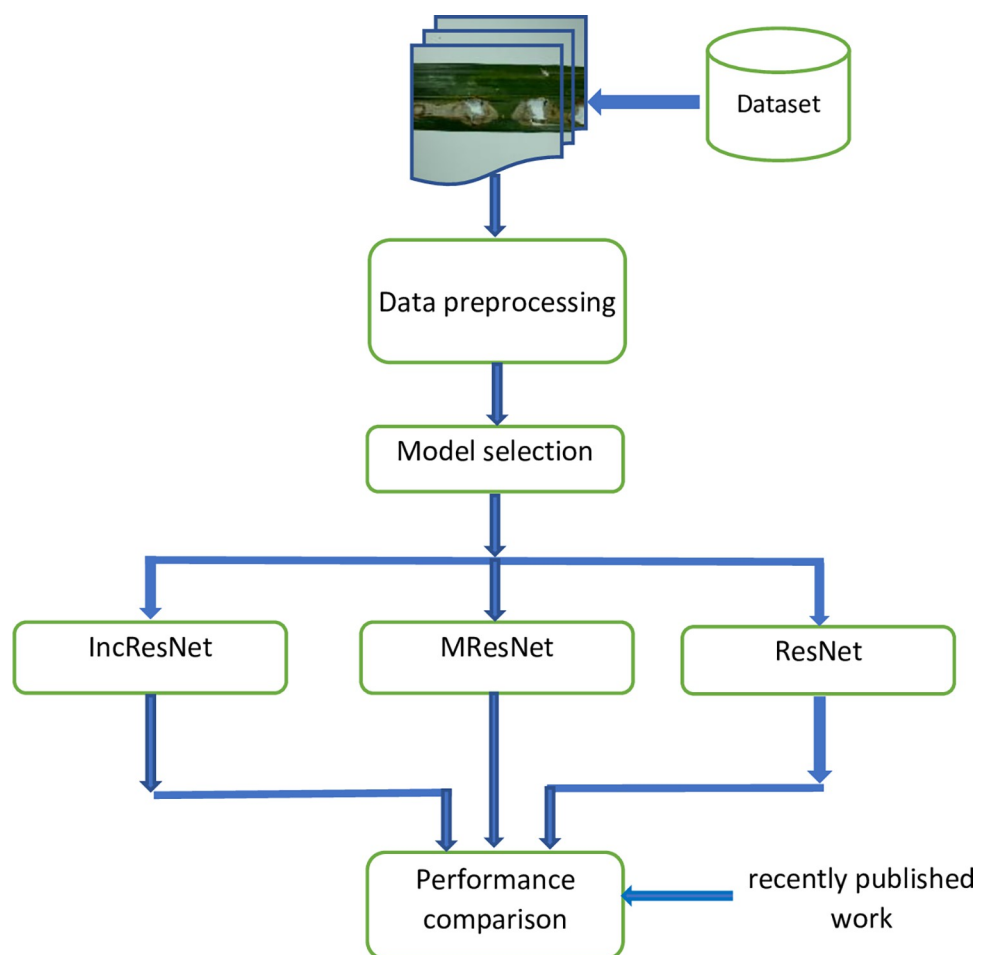 Dataset
Data preprocessing
Model selection
IncResNet
MResNet
ResNet
Performance
comparison
recently published
work